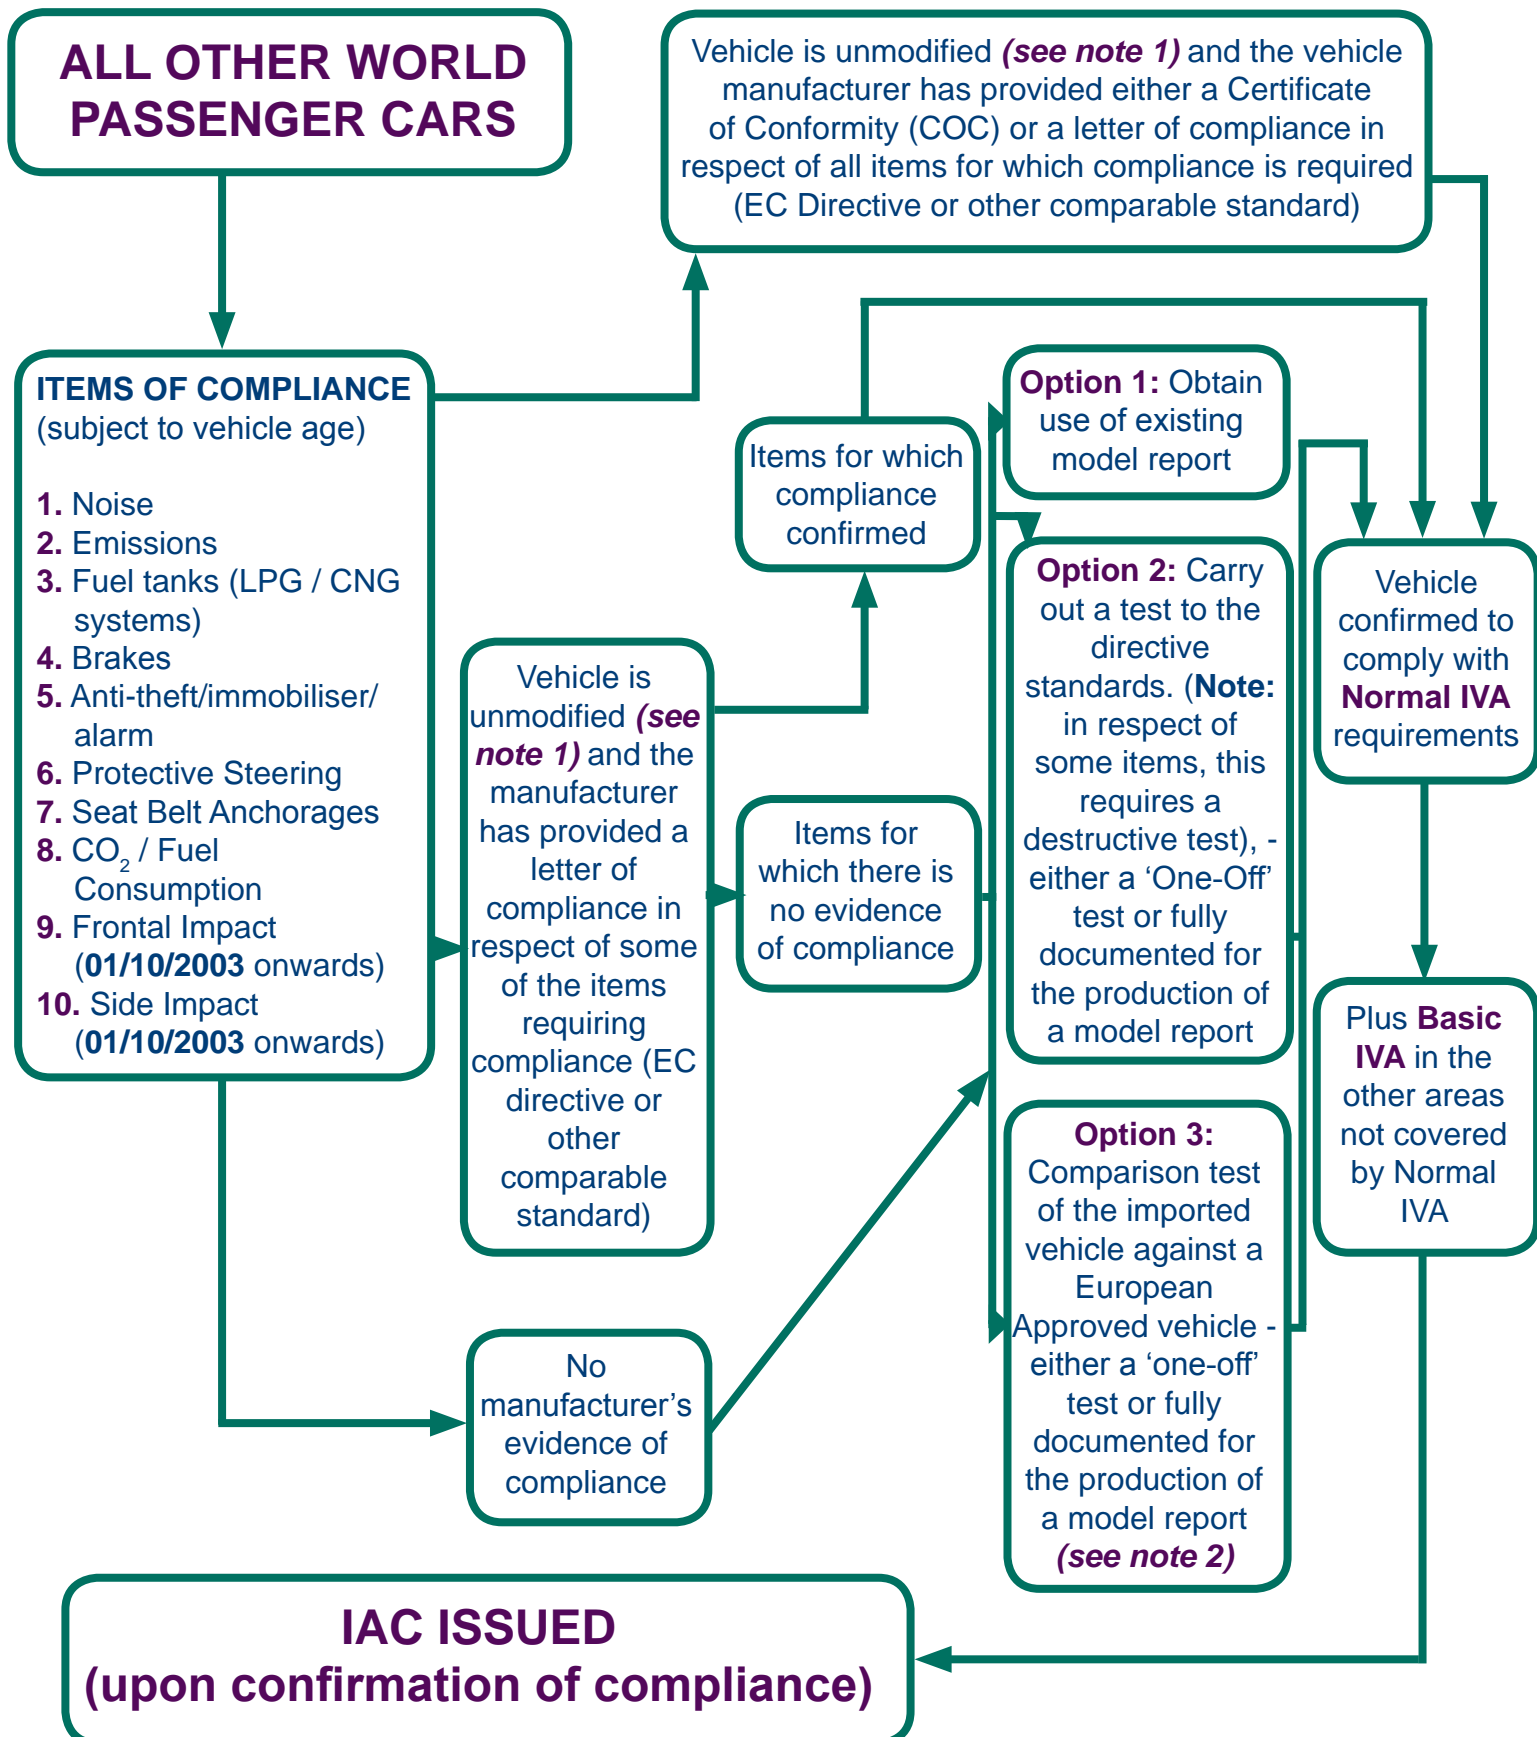 ALL OTHER WORLD
PASSENGER CARS
Vehicle is unmodified (see note 1) and the vehicle
manufacturer has provided either a Certificate
of Conformity (COC) or a letter of compliance in
respect of all items for which compliance is required
(EC Directive or other comparable standard)
ITEMS OF COMPLIANCE
(subject to vehicle age)
1. Noise
2. Emissions
3. Fuel tanks (LPG / CNG
systems)
4. Brakes
5. Anti-theft/immobiliser/
alarm
6. Protective Steering
7. Seat Belt Anchorages
8. CO₂ / Fuel
Consumption
9. Frontal Impact
(01/10/2003 onwards)
10. Side Impact
(01/10/2003 onwards)
Vehicle is
unmodified (see
note 1) and the
manufacturer
has provided a
letter of
compliance in
respect of some
of the items
requiring
compliance (EC
directive or
other
comparable
standard)
No
manufacturer’s
evidence of
compliance
Items for which
compliance
confirmed
Items for
which there is
no evidence
of compliance
Option 1: Obtain
use of existing
model report
Option 2: Carry
out a test to the
directive
standards. (Note:
in respect of
some items, this
requires a
destructive test), -
either a ‘One-Off’
test or fully
documented for
the production of
a model report
Option 3:
Comparison test
of the imported
vehicle against a
European
Approved vehicle -
either a ‘one-off’
test or fully
documented for
the production of
a model report
(see note 2)
Vehicle
confirmed to
comply with
Normal IVA
requirements
Plus Basic
IVA in the
other areas
not covered
by Normal
IVA
IAC ISSUED
(upon confirmation of compliance)